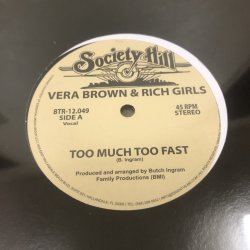 Society Hill
VERA BROWN & RICH GIRLS
BTR-12.049
SIDE A
Vocal
45 RPM
STEREO
TOO MUCH TOO FAST
(B. Ingram)
Produced and arranged by Butch Ingram
Family Productions (BMI)